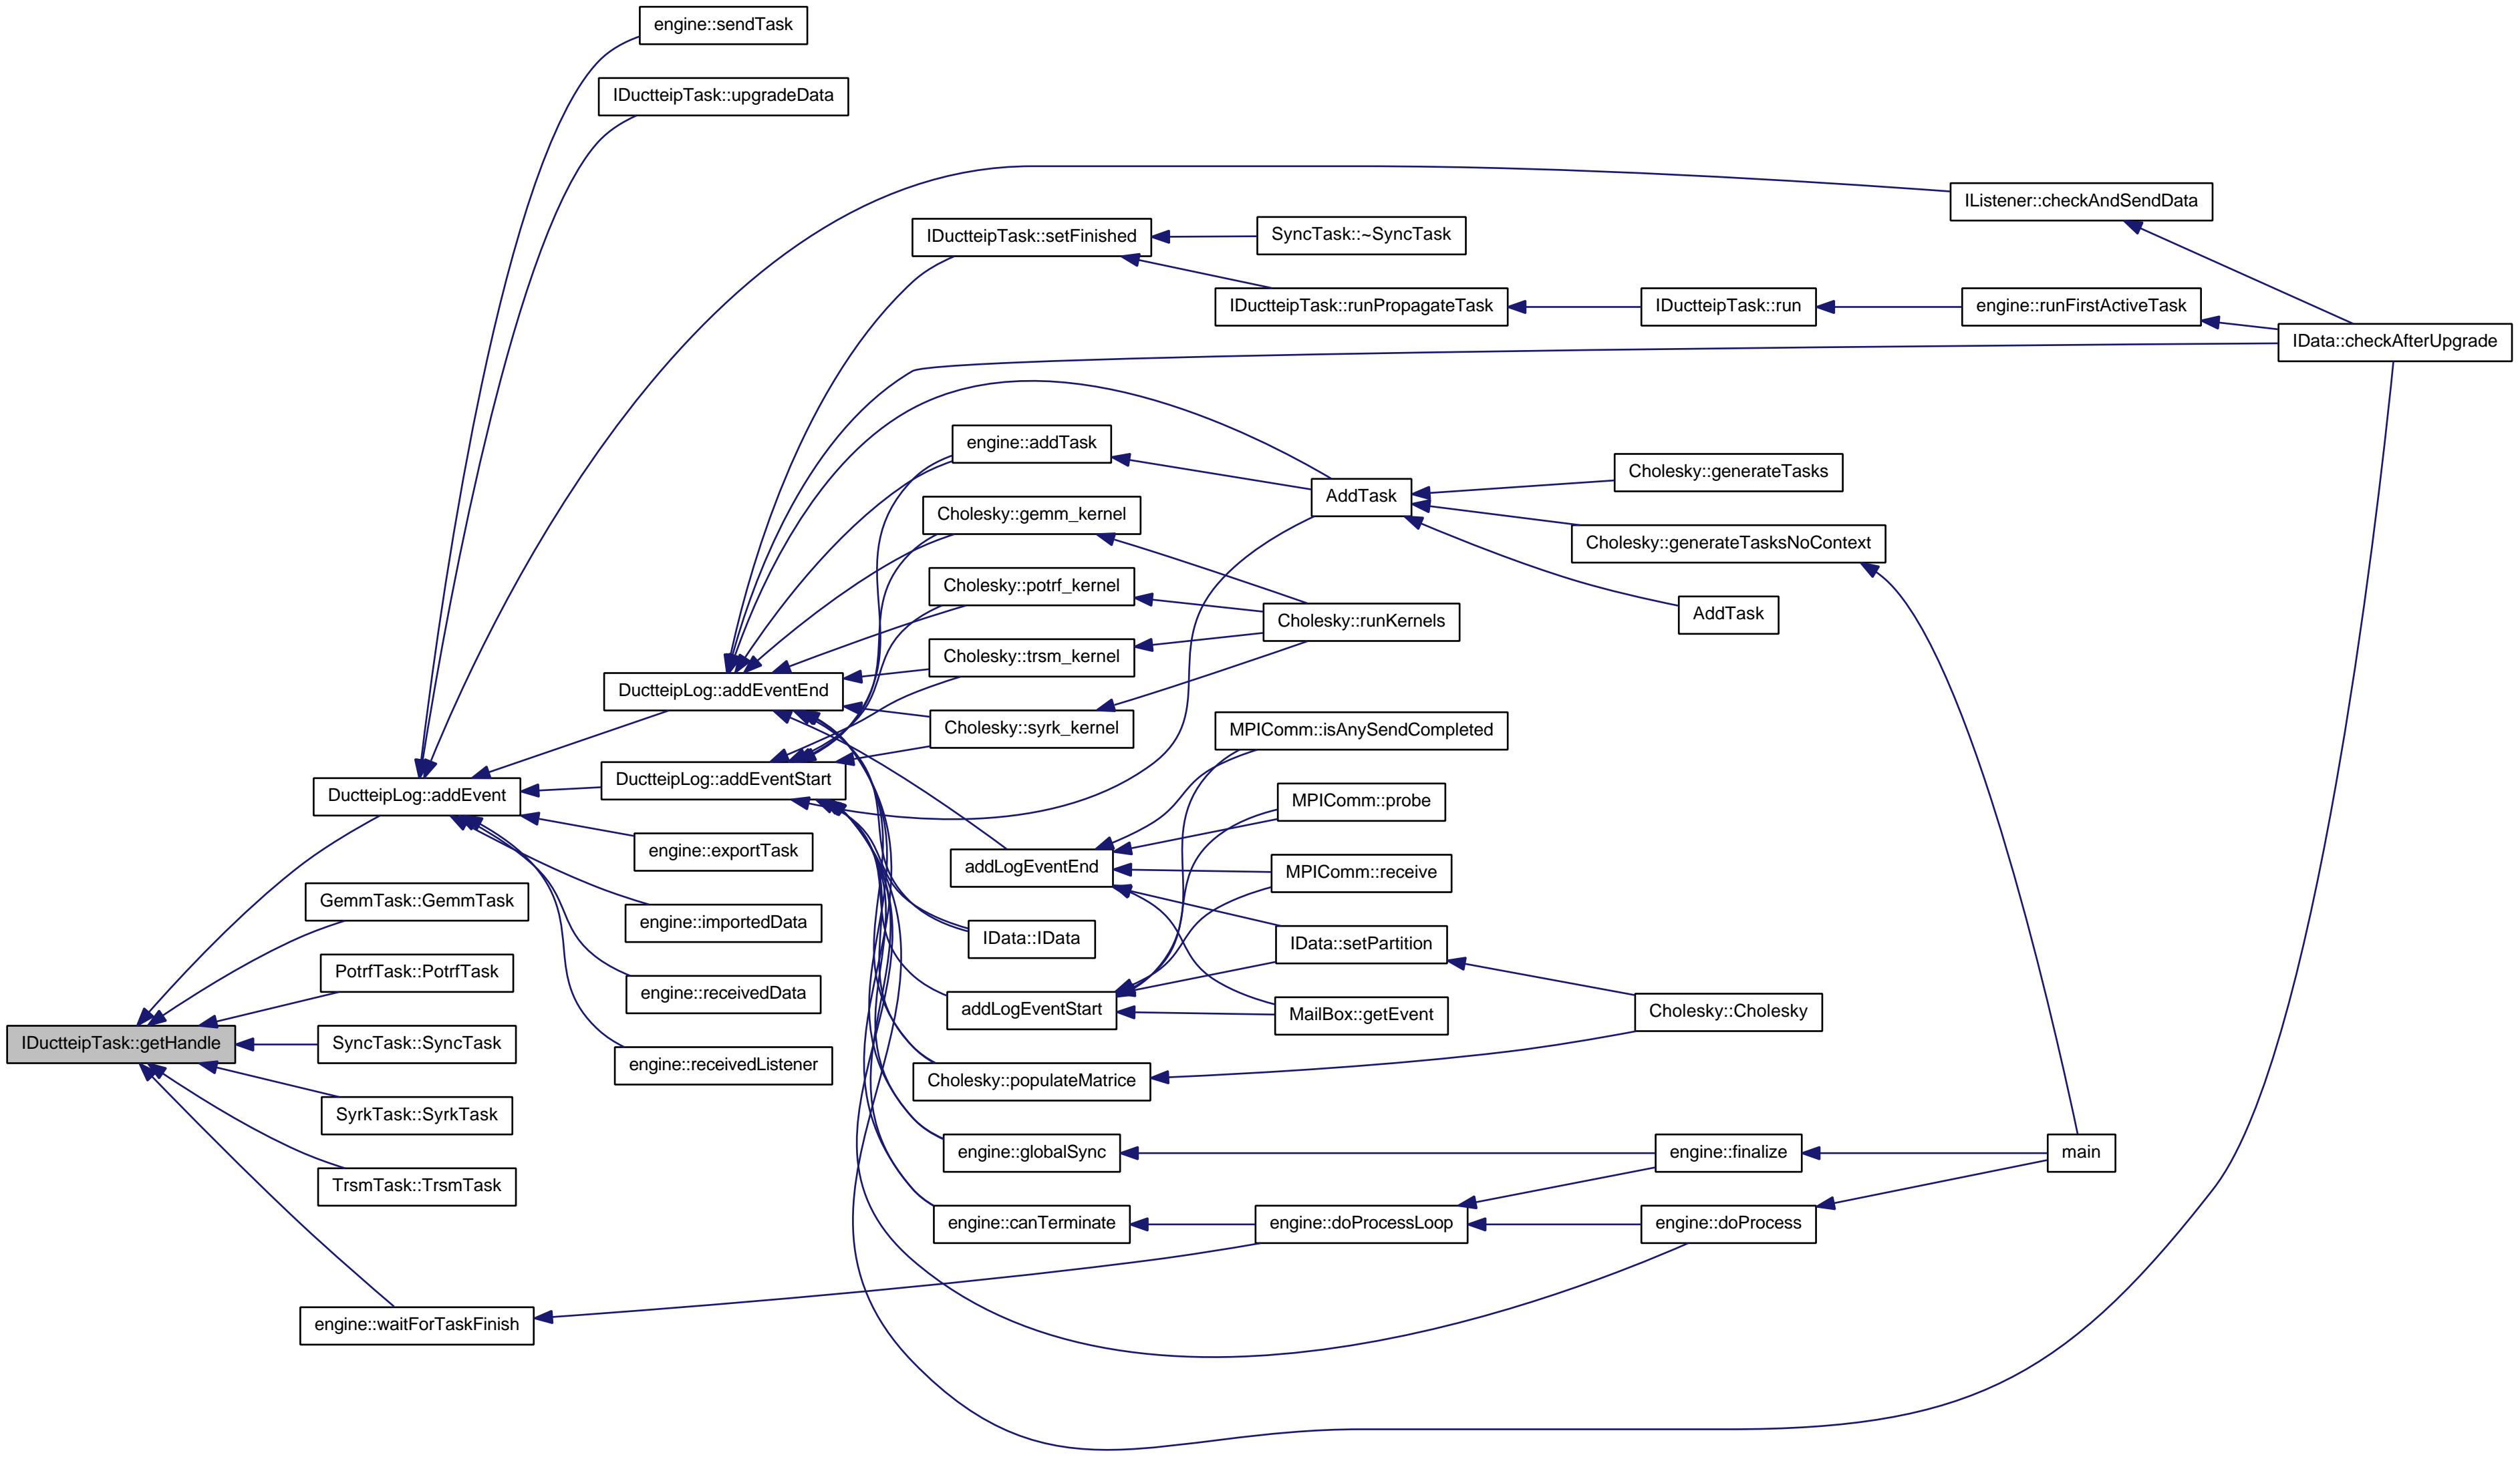 engine::sendTask
IDuctteipTask::upgradeData
IListener::checkAndSendData
IDuctteipTask::setFinished
SyncTask::~SyncTask
IDuctteipTask::runPropagateTask
IDuctteipTask::run
engine::runFirstActiveTask
IData::checkAfterUpgrade
engine::addTask
Cholesky::generateTasks
AddTask
Cholesky::gemm_kernel
Cholesky::generateTasksNoContext
Cholesky::potrf_kernel
AddTask
Cholesky::runKernels
Cholesky::trsm_kernel
DuctteipLog::addEventEnd
Cholesky::syrk_kernel
MPIComm::isAnySendCompleted
DuctteipLog::addEventStart
DuctteipLog::addEvent
MPIComm::probe
engine::exportTask
addLogEventEnd
MPIComm::receive
GemmTask::GemmTask
engine::importedData
IData::IData
IData::setPartition
PotrfTask::PotrfTask
engine::receivedData
addLogEventStart
MailBox::getEvent
Cholesky::Cholesky
IDuctteipTask::getHandle
SyncTask::SyncTask
engine::receivedListener
Cholesky::populateMatrice
SyrkTask::SyrkTask
engine::globalSync
engine::finalize
main
TrsmTask::TrsmTask
engine::canTerminate
engine::doProcessLoop
engine::doProcess
engine::waitForTaskFinish